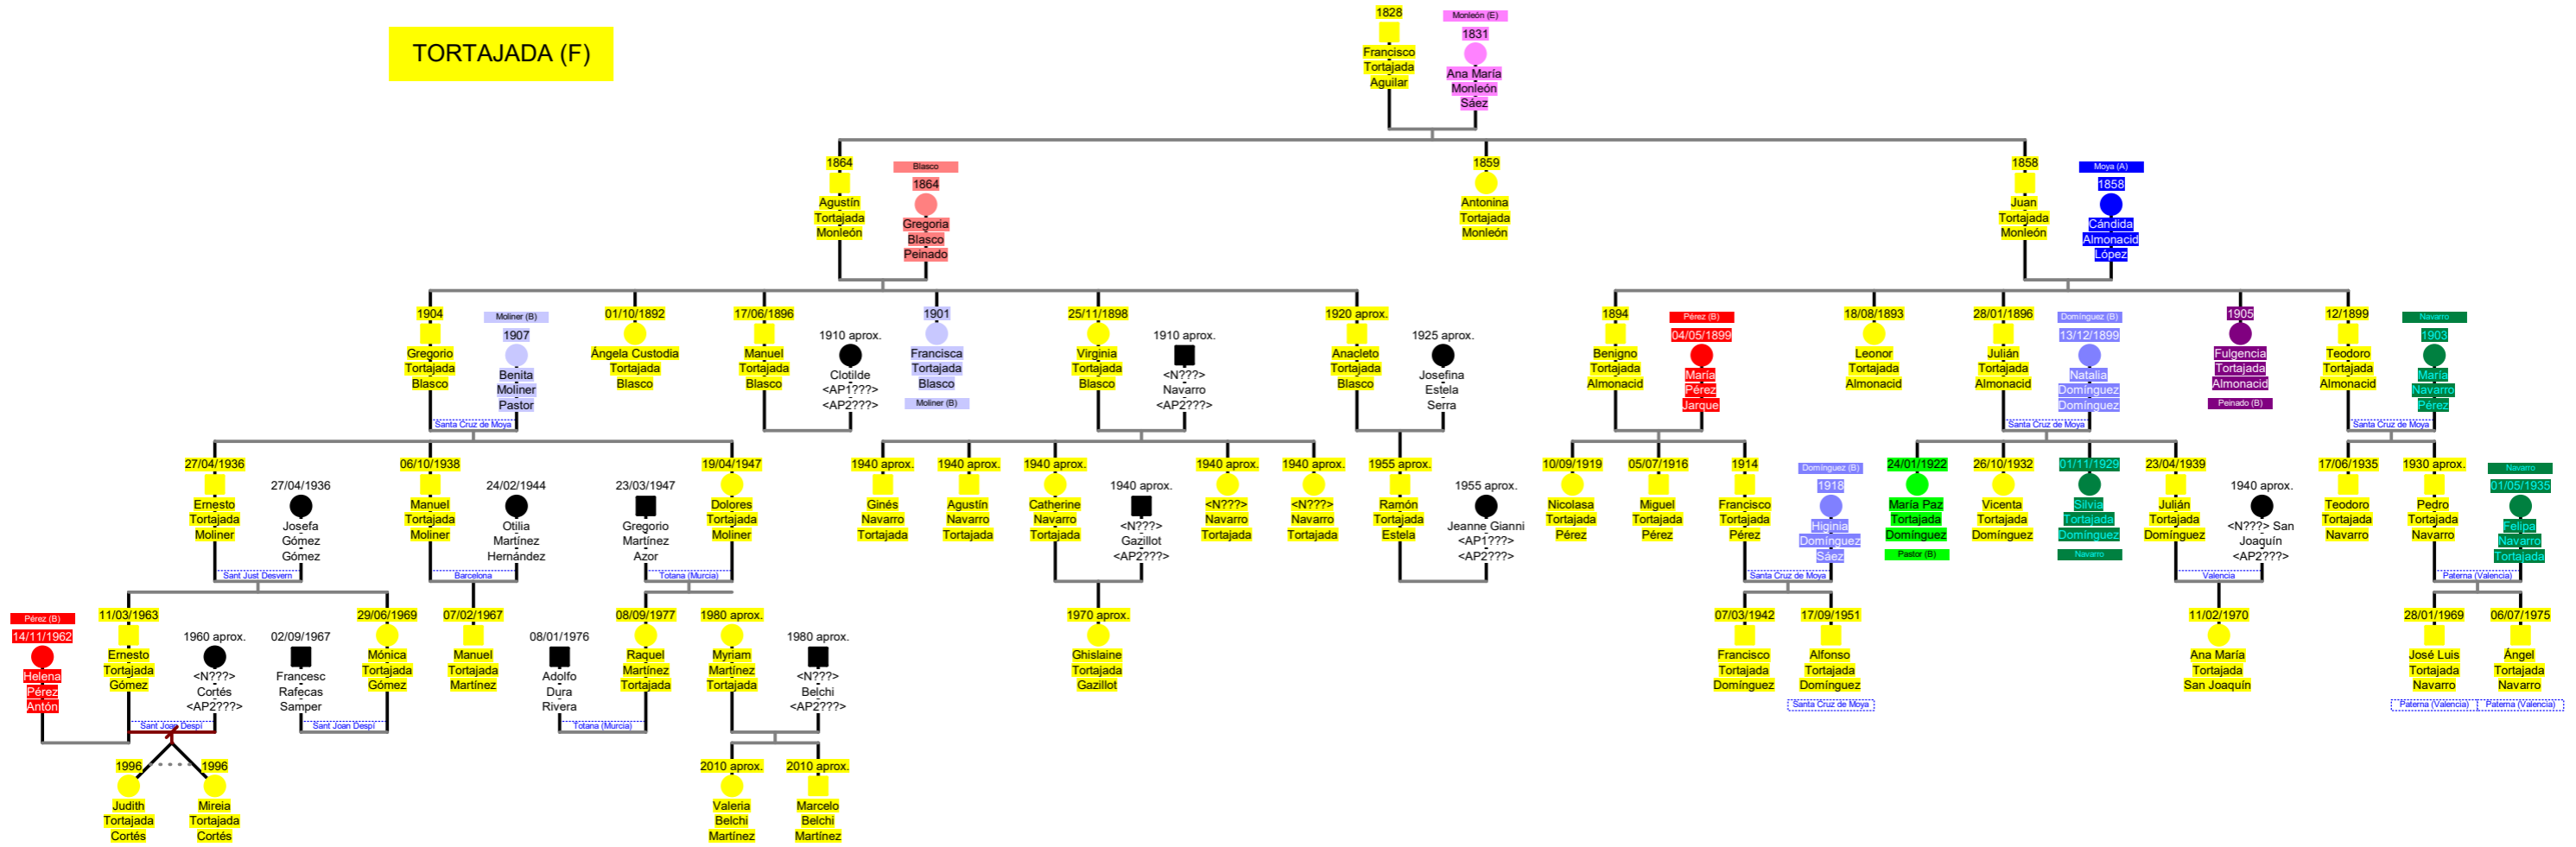 TORTAJADA (F)
1828
Francisco
Tortajada
Aguilar
Monleón (E)
1831
Ana María
Monleón
Sáez
1864
Agustín
Tortajada
Monleón
Blasco
1864
Gregoria
Blasco
Peinado
1859
Antonina
Tortajada
Monleón
1858
Juan
Tortajada
Monleón
Moya (A)
1858
Cándida
Almonacid
López
1904
Gregorio
Tortajada
Blasco
Moliner (B)
1907
Benita
Moliner
Pastor
Santa Cruz de Moya
01/10/1892
Ángela Custodia
Tortajada
Blasco
17/06/1896
Manuel
Tortajada
Blasco
1910 aprox.
Clotilde
<AP1???>
<AP2???>
1901
Francisca
Tortajada
Blasco
Moliner (B)
25/11/1898
Virginia
Tortajada
Blasco
1910 aprox.
<N???>
Navarro
<AP2???>
1920 aprox.
Anacleto
Tortajada
Blasco
1925 aprox.
Josefina
Estela
Serra
1894
Benigno
Tortajada
Almonacid
Pérez (B)
04/05/1899
María
Pérez
Jarque
18/08/1893
Leonor
Tortajada
Almonacid
28/01/1896
Julián
Tortajada
Almonacid
Domínguez (B)
13/12/1899
Natalia
Domínguez
Domínguez
Santa Cruz de Moya
1905
Fulgencia
Tortajada
Almonacid
Peinado (B)
12/1899
Teodoro
Tortajada
Almonacid
Navarro
1903
María
Navarro
Pérez
Santa Cruz de Moya
27/04/1936
Ernesto
Tortajada
Moliner
27/04/1936
Josefa
Gómez
Gómez
Sant Just Desvern
06/10/1938
Manuel
Tortajada
Moliner
24/02/1944
Otilia
Martínez
Hernández
Barcelona
23/03/1947
Gregorio
Martínez
Azor
19/04/1947
Dolores
Tortajada
Moliner
Totana (Murcia)
1940 aprox.
Ginés
Navarro
Tortajada
1940 aprox.
Agustín
Navarro
Tortajada
1940 aprox.
Catherine
Navarro
Tortajada
1940 aprox.
<N???>
Gazillot
<AP2???>
1940 aprox.
<N???>
Navarro
Tortajada
1940 aprox.
<N???>
Navarro
Tortajada
1955 aprox.
Ramón
Tortajada
Estela
1955 aprox.
Jeanne Gianni
<AP1???>
<AP2???>
10/09/1919
Nicolasa
Tortajada
Pérez
05/07/1916
Miguel
Tortajada
Pérez
1914
Francisco
Tortajada
Pérez
Domínguez (B)
1918
Higinia
Domínguez
Sáez
Santa Cruz de Moya
24/01/1922
María Paz
Tortajada
Domínguez
Pastor (B)
26/10/1932
Vicenta
Tortajada
Domínguez
01/11/1929
Silvia
Tortajada
Domínguez
Navarro
23/04/1939
Julián
Tortajada
Domínguez
1940 aprox.
<N???> San
Joaquín
<AP2???>
Valencia
17/06/1935
Teodoro
Tortajada
Navarro
1930 aprox.
Pedro
Tortajada
Navarro
Navarro
01/05/1935
Felipa
Navarro
Tortajada
Paterna (Valencia)
Pérez (B)
14/11/1962
Helena
Pérez
Antón
11/03/1963
Ernesto
Tortajada
Gómez
1960 aprox.
<N???>
Cortés
<AP2???>
Sant Joan Despí
02/09/1967
Francesc
Rafecas
Samper
29/06/1969
Mónica
Tortajada
Gómez
Sant Joan Despí
07/02/1967
Manuel
Tortajada
Martínez
08/01/1976
Adolfo
Dura
Rivera
08/09/1977
Raquel
Martínez
Tortajada
Totana (Murcia)
1980 aprox.
Myriam
Martínez
Tortajada
1980 aprox.
<N???>
Belchi
<AP2???>
1970 aprox.
Ghislaine
Tortajada
Gazillot
07/03/1942
Francisco
Tortajada
Domínguez
17/09/1951
Alfonso
Tortajada
Domínguez
Santa Cruz de Moya
11/02/1970
Ana María
Tortajada
San Joaquín
28/01/1969
José Luis
Tortajada
Navarro
Paterna (Valencia)
06/07/1975
Ángel
Tortajada
Navarro
Paterna (Valencia)
1996
Judith
Tortajada
Cortés
1996
Mireia
Tortajada
Cortés
2010 aprox.
Valeria
Belchi
Martínez
2010 aprox.
Marcelo
Belchi
Martínez